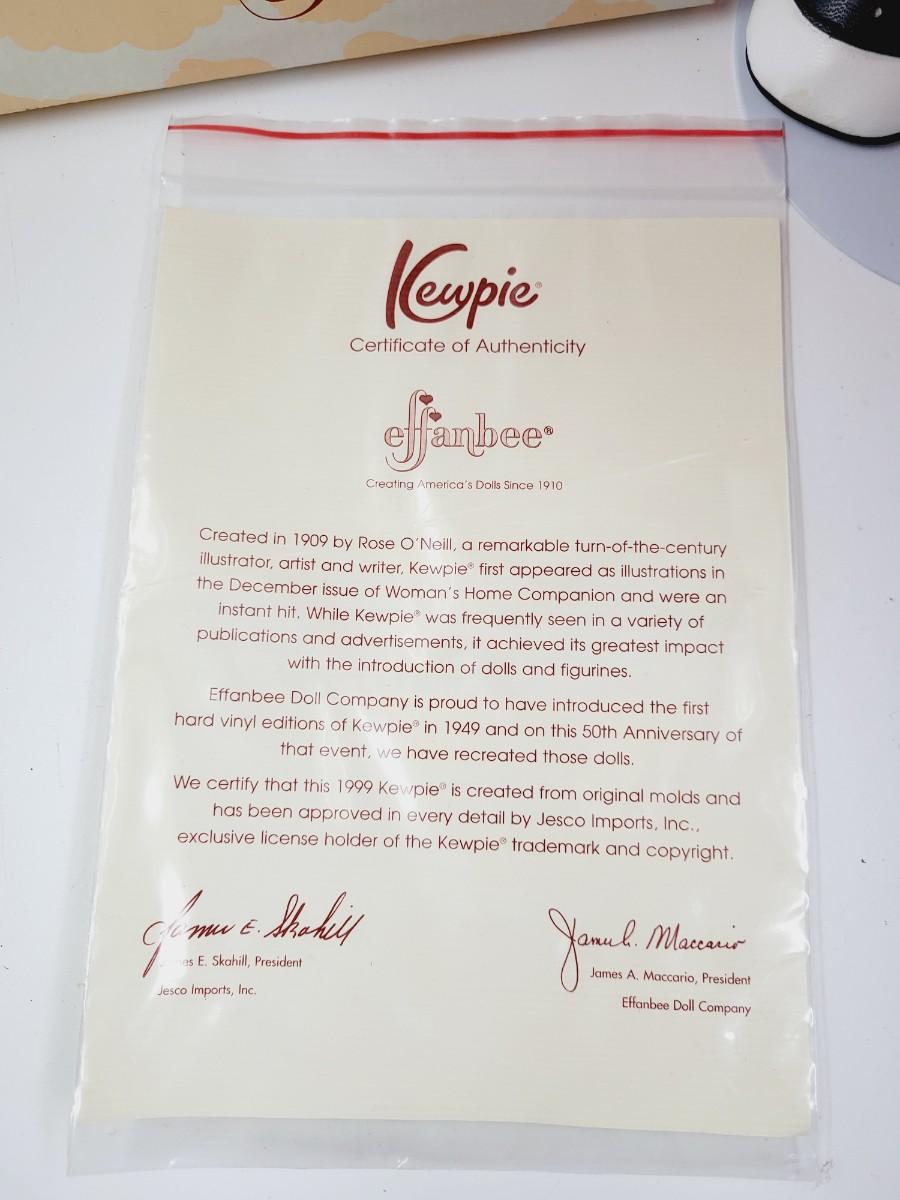 Kewpie®
Certificate of Authenticity
effanbee®
Creating America's Dolls Since 1910
Created in 1909 by Rose O'Neill, a remarkable turn-of-the-century
illustrator, artist and writer, Kewpie® first appeared as illustrations in
the December issue of Woman's Home Companion and were an
instant hit. While Kewpie® was frequently seen in a variety of
publications and advertisements, it achieved its greatest impact
with the introduction of dolls and figurines.
Effanbee Doll Company is proud to have introduced the first
hard vinyl editions of Kewpie® in 1949 and on this 50th Anniversary of
that event, we have recreated those dolls.
We certify that this 1999 Kewpie® is created from original molds and
has been approved in every detail by Jesco Imports, Inc.,
exclusive license holder of the Kewpie® trademark and copyright.
James E. Skahill
James E. Skahill, President
Jesco Imports, Inc.
James A. Maccario
James A. Maccario, President
Effanbee Doll Company